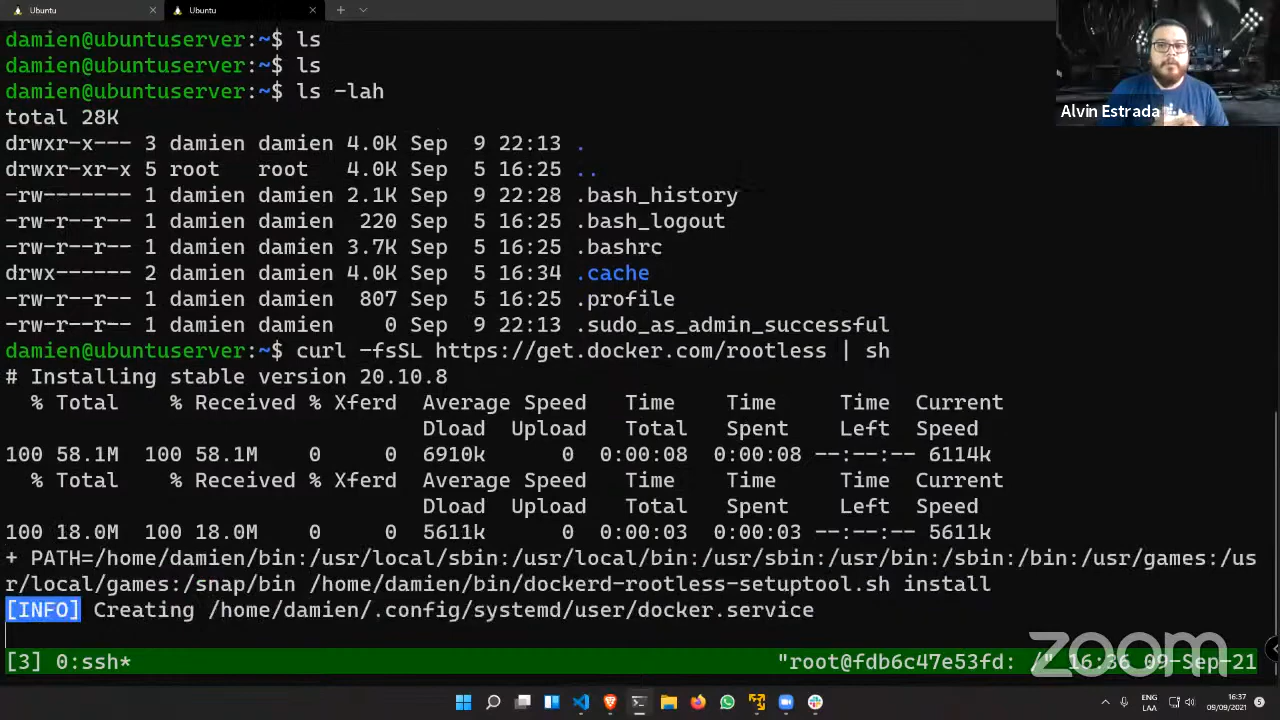 Ubuntu
Ubuntu
damien@ubuntuserver:~$ ls
damien@ubuntuserver:~$ ls
damien@ubuntuserver:~$ ls -lah
total 28K
drwxr-x--- 3 damien damien 4.0K Sep  9 22:13 .
drwxr-xr-x 5 root   root   4.0K Sep  5 16:25 ..
-rw------- 1 damien damien 2.1K Sep  9 22:28 .bash_history
-rw-r--r-- 1 damien damien  220 Sep  5 16:25 .bash_logout
-rw-r--r-- 1 damien damien 3.7K Sep  5 16:25 .bashrc
drwx------ 2 damien damien 4.0K Sep  5 16:34 .cache
-rw-r--r-- 1 damien damien  807 Sep  5 16:25 .profile
-rw-r--r-- 1 damien damien    0 Sep  9 22:13 .sudo_as_admin_successful
damien@ubuntuserver:~$ curl -fsSL https://get.docker.com/rootless | sh
# Installing stable version 20.10.8
  % Total    % Received % Xferd  Average Speed   Time    Time     Time  Current
                                 Dload  Upload   Total   Spent    Left  Speed
100 58.1M  100 58.1M    0     0  6910k      0  0:00:08  0:00:08 --:--:-- 6114k
  % Total    % Received % Xferd  Average Speed   Time    Time     Time  Current
                                 Dload  Upload   Total   Spent    Left  Speed
100 18.0M  100 18.0M    0     0  5611k      0  0:00:03  0:00:03 --:--:-- 5611k
+ PATH=/home/damien/bin:/usr/local/sbin:/usr/local/bin:/usr/sbin:/usr/bin:/sbin:/bin:/usr/games:/us
r/local/games:/snap/bin /home/damien/bin/dockerd-rootless-setuptool.sh install
[INFO] Creating /home/damien/.config/systemd/user/docker.service
[3] 0:ssh*
"root@fdb6c47e53fd: /" 16:36 09-Sep-21
Alvin Estrada
zoom
ENG
LAA
16:37
09/09/2021
5